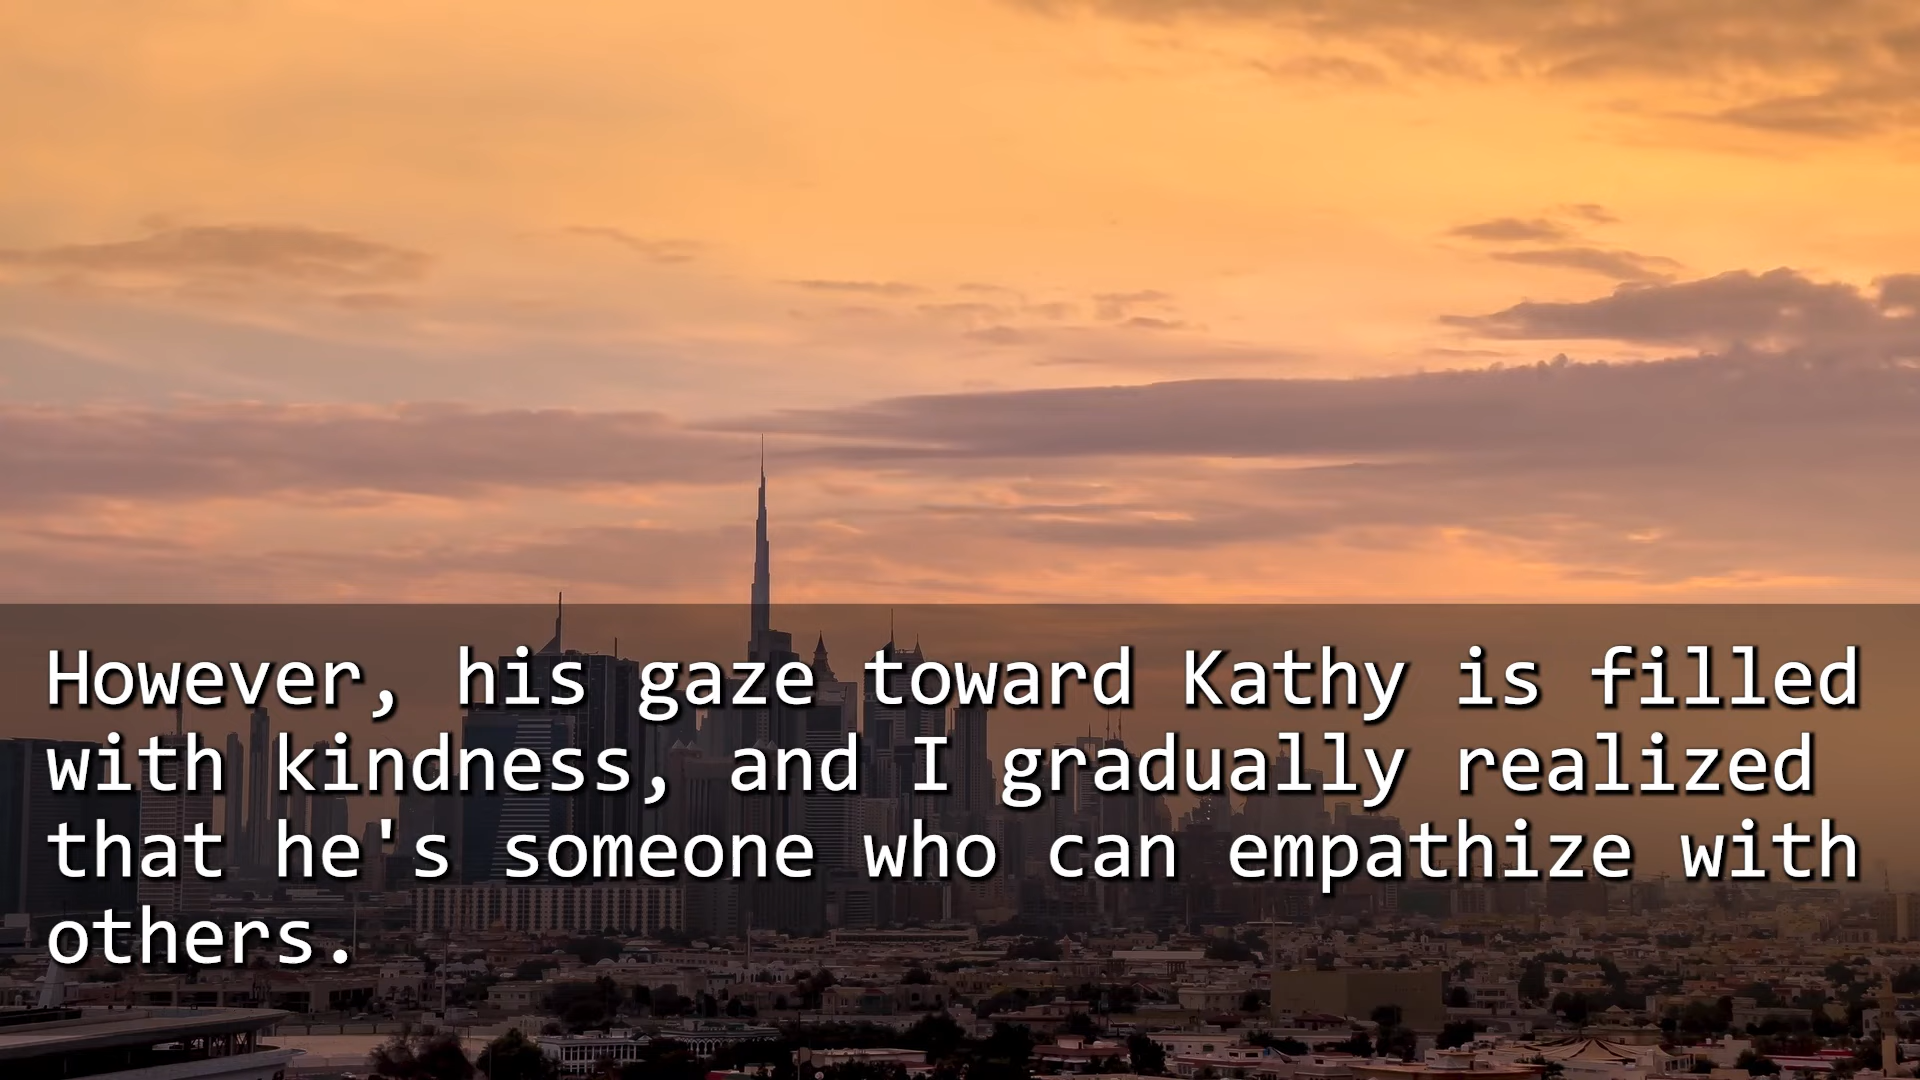 However, his gaze toward Kathy is filled
with kindness, and I gradually realized
that he's someone who can empathize with
others.